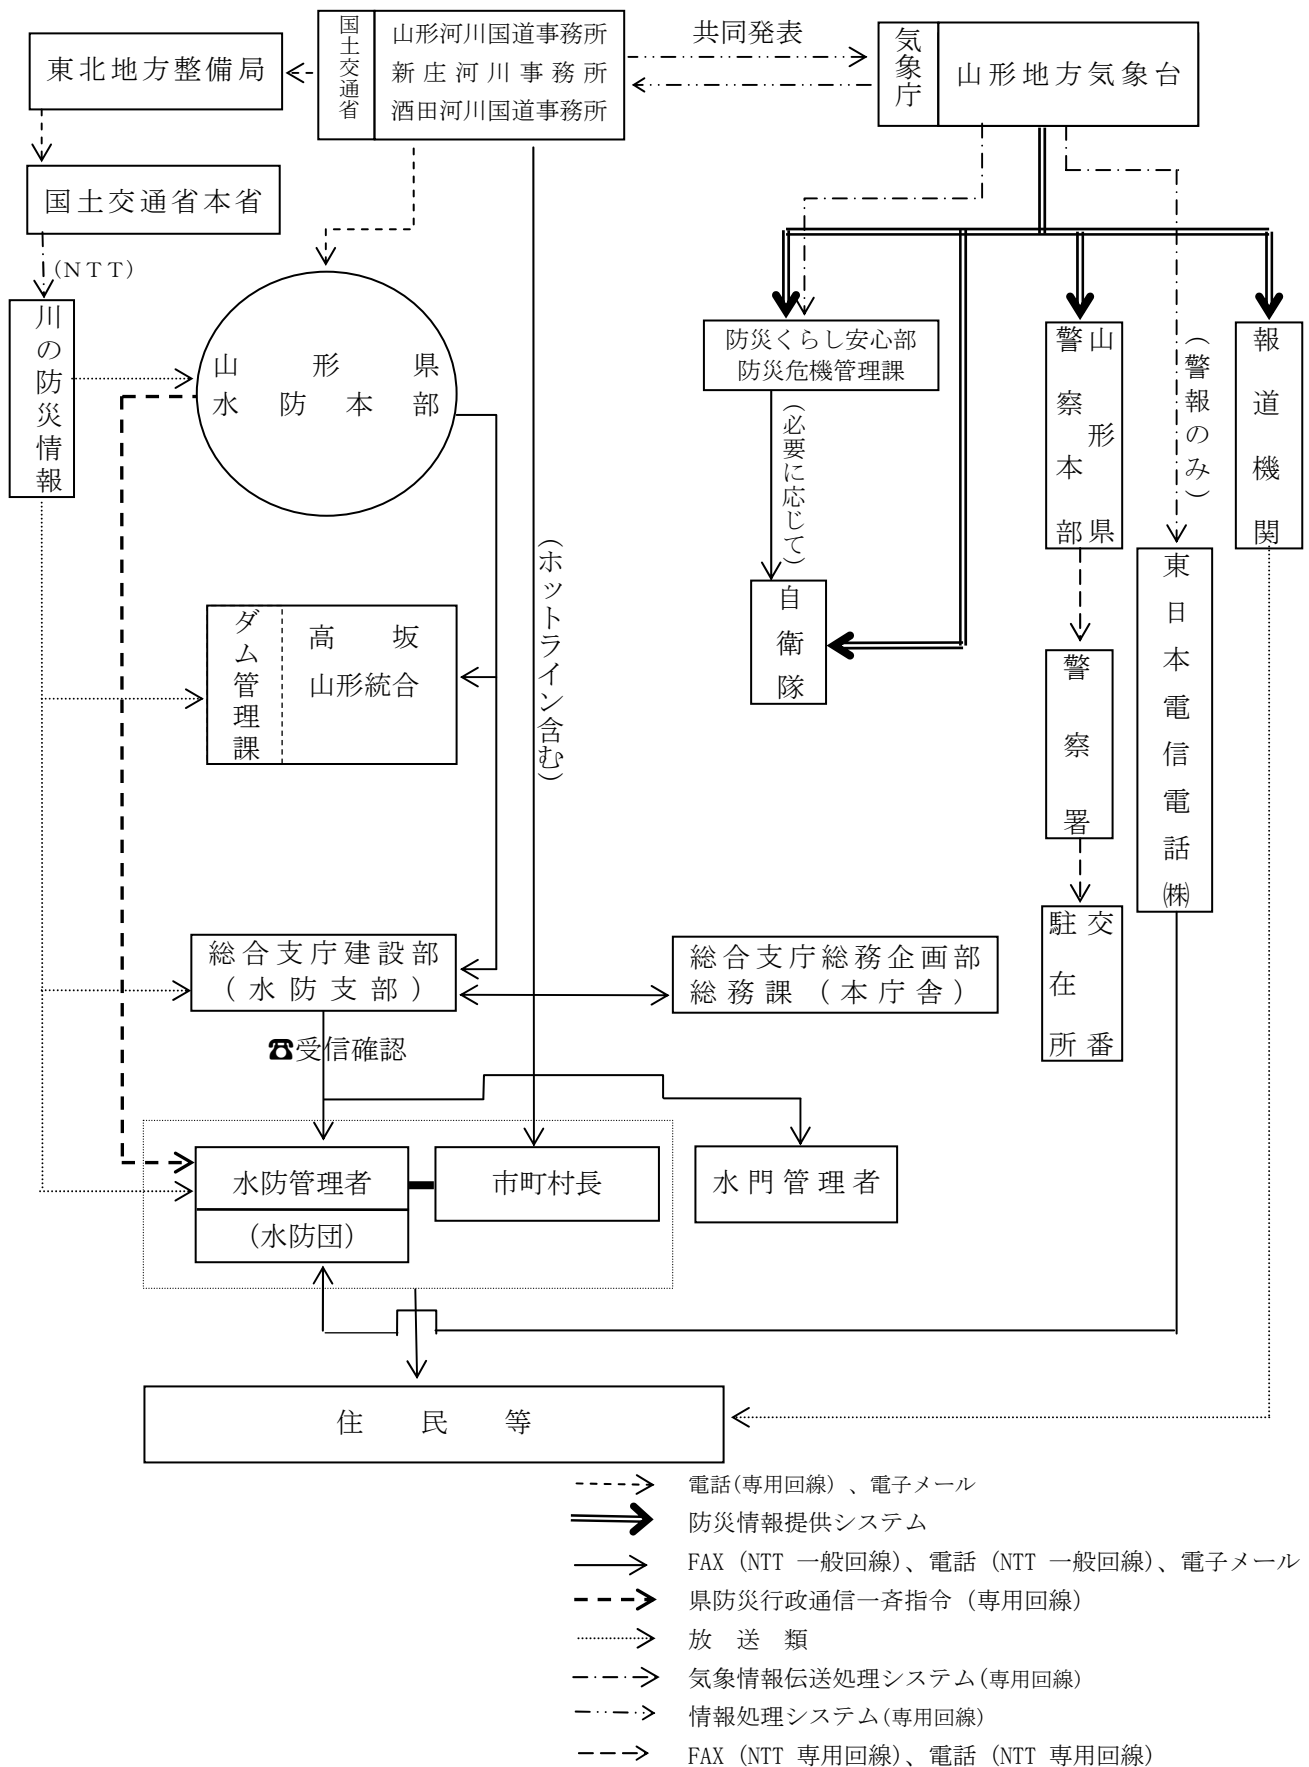 国土交通省
山形河川国道事務所
新庄河川事務所
酒田河川国道事務所
共同発表
気象庁
山形地方気象台
東北地方整備局
国土交通省本省
(ＮＴＴ)
川の防災情報
山形県
水防本部
防災くらし安心部
防災危機管理課
(必要に応じて)
自衛隊
山形県
警察本部
(警報のみ)
報道機関
東日本電信電話㈱
警察署
交番
駐在所
(ホットライン含む)
ダム管理課
高坂
山形統合
総合支庁建設部
(水防支部)
総合支庁総務企画部
総務課（本庁舎）
☎受信確認
水防管理者
(水防団)
市町村長
水門管理者
住民等
電話(専用回線) 、電子メール
防災情報提供システム
FAX (NTT 一般回線)、電話 (NTT 一般回線)、電子メール
県防災行政通信一斉指令 (専用回線)
放送類
気象情報伝送処理システム(専用回線)
情報処理システム(専用回線)
FAX (NTT 専用回線)、電話 (NTT 専用回線)